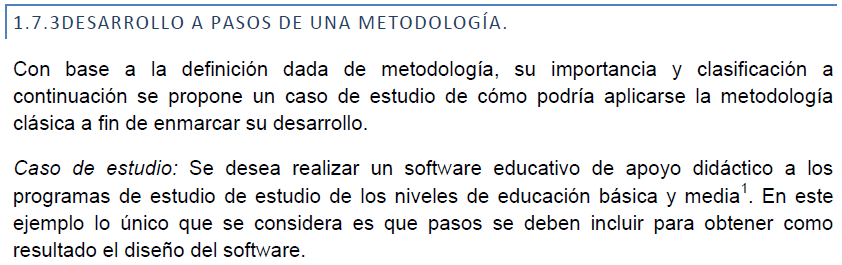 1.7.3DESARROLLO A PASOS DE UNA METODOLOGÍA.
Con base a la definición dada de metodología, su importancia y clasificación a
continuación se propone un caso de estudio de cómo podría aplicarse la metodología
clásica a fin de enmarcar su desarrollo.
Caso de estudio: Se desea realizar un software educativo de apoyo didáctico a los
programas de estudio de estudio de los niveles de educación básica y media1. En este
ejemplo lo único que se considera es que pasos se deben incluir para obtener como
resultado el diseño del software.